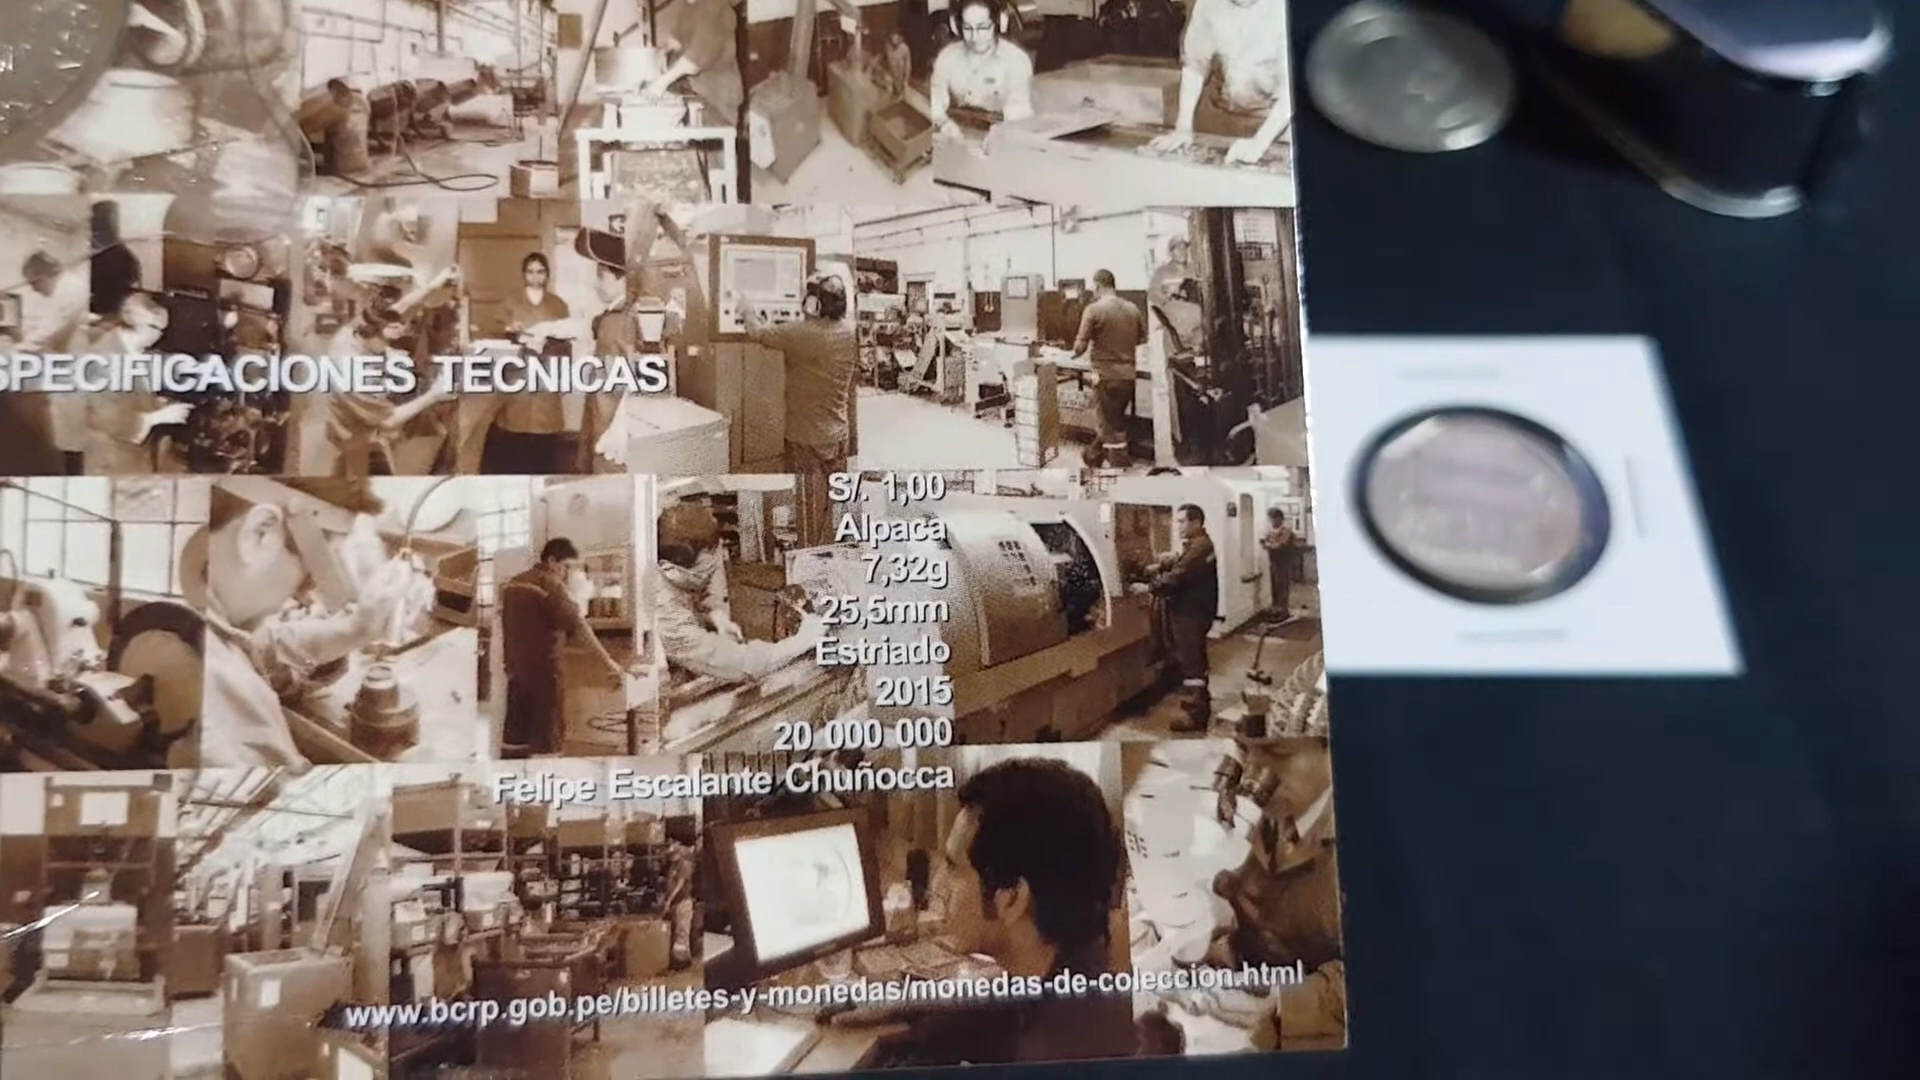 SPECIFICACIONES TÉCNICAS
S/. 1,00
Alpaca
7,32g
25,5mm
Estriado
2015
20 000 000
Felipe Escalante Chuñocca
www.bcrp.gob.pe/billetes-y-monedas/monedas-de-coleccion.html